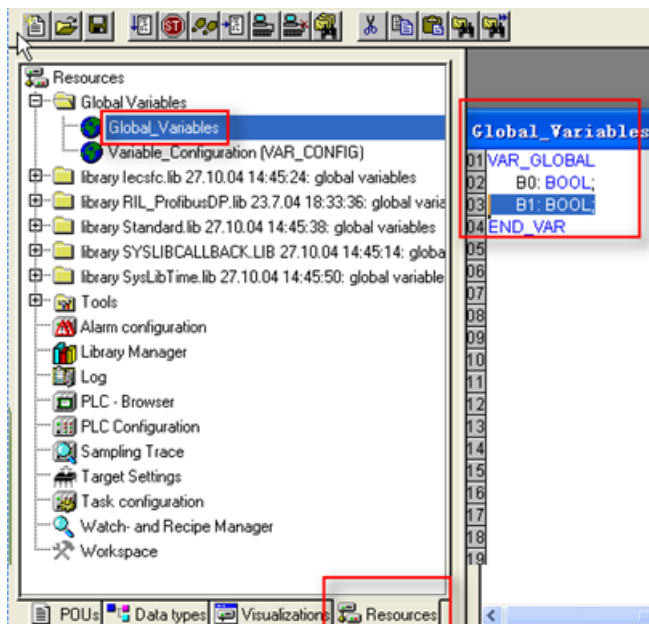 Resources
Global Variables
Global_Variables
Variable_Configuration (VAR_CONFIG)
library Iecsfc.lib 27.10.04 14:45:24: global variables
library RIL_ProfibusDP.lib 23.7.04 18:33:36: global varia
library Standard.lib 27.10.04 14:45:38: global variables
library SYSLIBCALLBACK.LIB 27.10.04 14:45:14: globa
library SysLibTime.lib 27.10.04 14:45:50: global variable
Tools
Alarm configuration
Library Manager
Log
PLC - Browser
PLC Configuration
Sampling Trace
Target Settings
Task configuration
Watch- and Recipe Manager
Workspace
POUs Data types Visualizations Resources
Global_Variables
01 VAR_GLOBAL
02 B0: BOOL;
03 B1: BOOL;
04 END_VAR
05
06
07
08
09
10
11
12
13
14
15
16
17
18
19